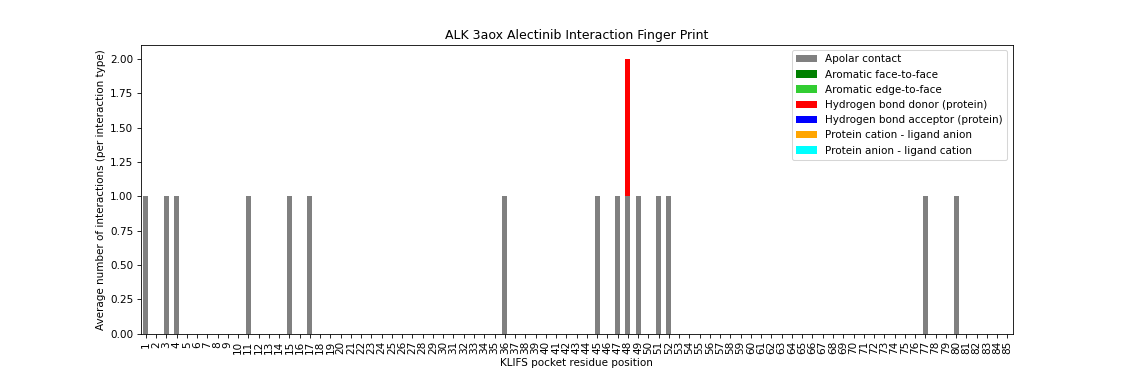 ALK 3aox Alectinib Interaction Finger Print
Average number of interactions (per interaction type)
2.00
1.75
1.50
1.25
1.00
0.75
0.50
0.25
0.00
Apolar contact
Aromatic face-to-face
Aromatic edge-to-face
Hydrogen bond donor (protein)
Hydrogen bond acceptor (protein)
Protein cation - ligand anion
Protein anion - ligand cation
1 2 3 4 5 6 7 8 9 10 11 12 13 14 15 16 17 18 19 20 21 22 23 24 25 26 27 28 29 30 31 32 33 34 35 36 37 38 39 40 41 42 43 44 45 46 47 48 49 50 51 52 53 54 55 56 57 58 59 60 61 62 63 64 65 66 67 68 69 70 71 72 73 74 75 76 77 78 79 80 81 82 83 84 85
KLIFS pocket residue position